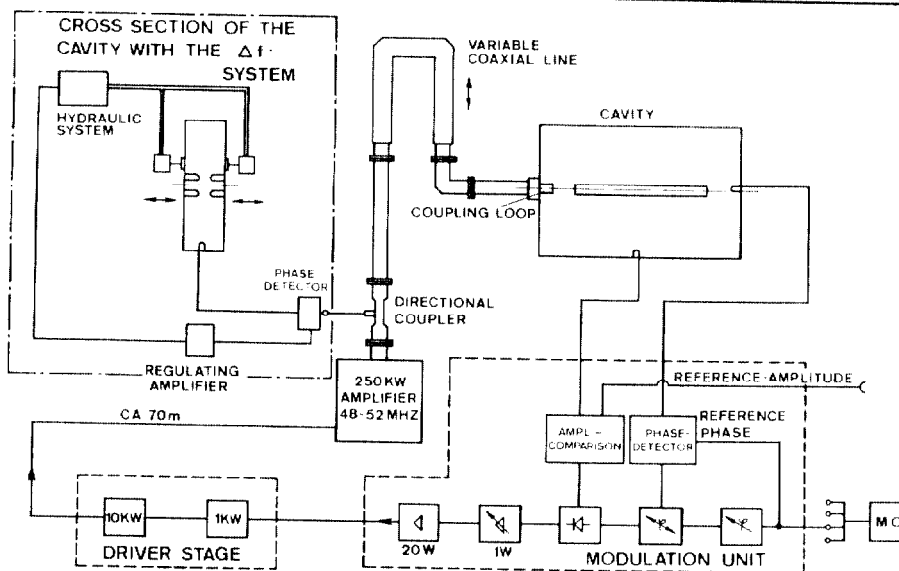 CROSS SECTION OF THE
CAVITY WITH THE Δf·
SYSTEM
HYDRAULIC
SYSTEM
PHASE
DETECTOR
REGULATING
AMPLIFIER
VARIABLE
COAXIAL LINE
CAVITY
COUPLING LOOP
DIRECTIONAL
COUPLER
250KW
AMPLIFIER
48-52MHZ
CA 70m
REFERENCE-AMPLITUDE
AMPL-
COMPARISON
PHASE-
DETECTOR
REFERENCE
PHASE
10KW
1KW
DRIVER STAGE
20W
1W
MODULATION UNIT